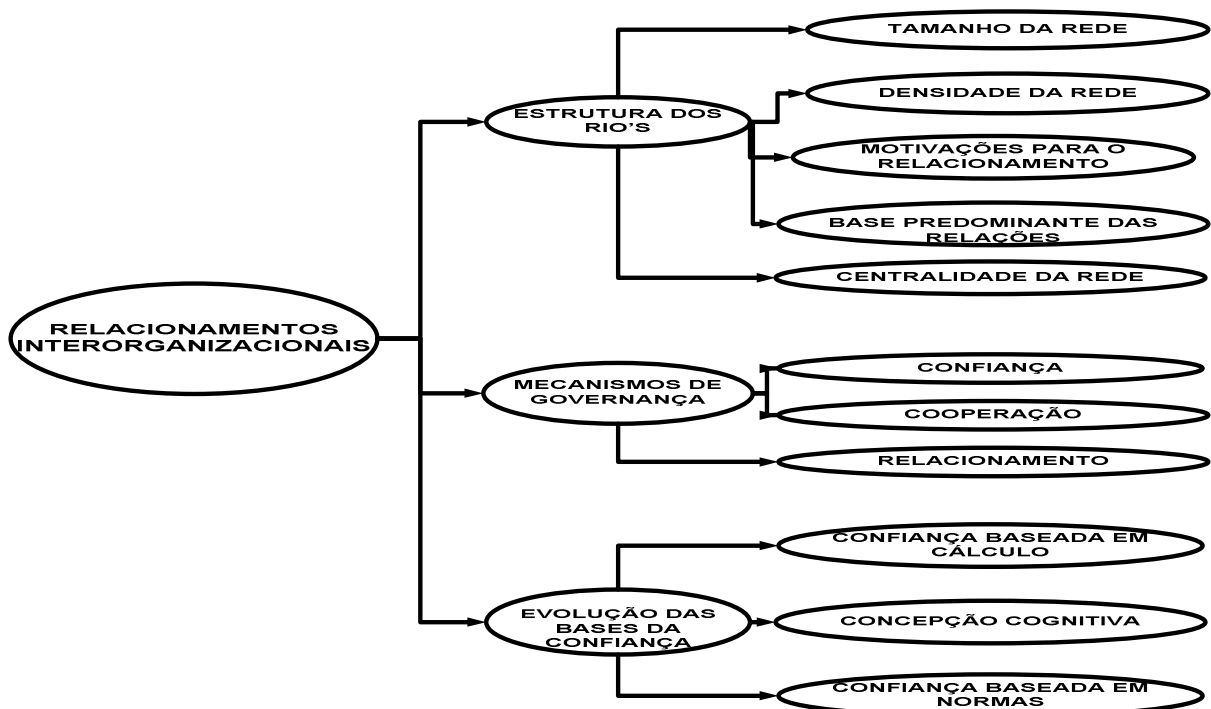 RELACIONAMENTOS
INTERORGANIZACIONAIS
ESTRUTURA DOS
RIO'S
TAMANHO DA REDE
DENSIDADE DA REDE
MOTIVAÇÕES PARA O
RELACIONAMENTO
BASE PREDOMINANTE DAS
RELAÇÕES
CENTRALIDADE DA REDE
MECANISMOS DE
GOVERNANÇA
CONFIANÇA
COOPERAÇÃO
RELACIONAMENTO
EVOLUÇÃO DAS
BASES DA
CONFIANÇA
CONFIANÇA BASEADA EM
CÁLCULO
CONCEPÇÃO COGNITIVA
CONFIANÇA BASEADA EM
NORMAS